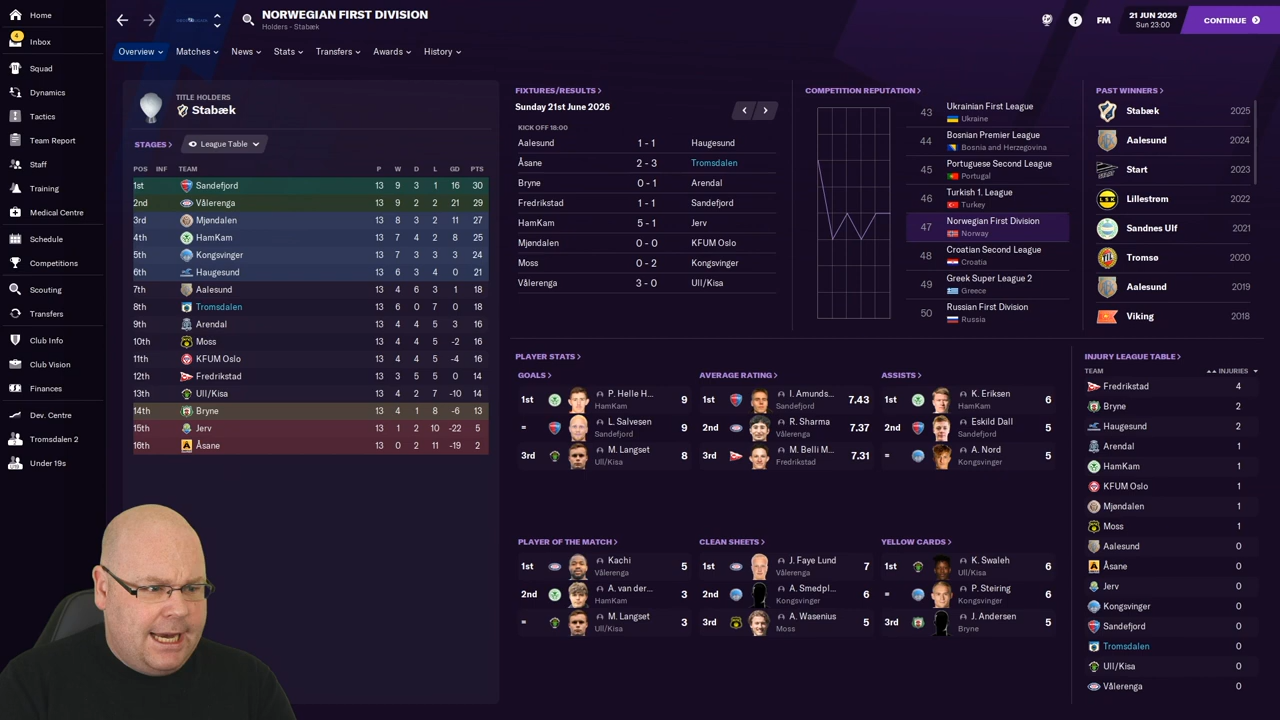 Home
4
Inbox
Squad
Dynamics
Tactics
Team Report
Staff
Training
Medical Centre
Schedule
Competitions
Scouting
Transfers
Club Info
Club Vision
Finances
Dev. Centre
Tromsdalen 2
Under 19s
NORWEGIAN FIRST DIVISION
Holders - Stabæk
?
FM
21 JUN 2026
Sun 23:00
CONTINUE
Overview
Matches
News
Stats
Transfers
Awards
History
TITLE HOLDERS
Stabæk
STAGES
League Table
POS INF TEAM P W D L GD PTS
1st Sandefjord 13 9 3 1 16 30
2nd Vålerenga 13 9 2 2 21 29
3rd Mjøndalen 13 8 3 2 11 27
4th HamKam 13 7 4 2 8 25
5th Kongsvinger 13 7 3 3 3 24
6th Haugesund 13 6 3 4 0 21
7th Aalesund 13 4 6 3 1 18
8th Tromsdalen 13 6 0 7 0 18
9th Arendal 13 4 4 5 3 16
10th Moss 13 4 4 5 -2 16
11th KFUM Oslo 13 4 4 5 -4 16
12th Fredrikstad 13 3 5 5 0 14
13th Ull/Kisa 13 4 2 7 -10 14
14th Bryne 13 4 1 8 -6 13
15th Jerv 13 1 2 10 -22 5
16th Åsane 13 0 2 11 -19 2
FIXTURES/RESULTS
Sunday 21st June 2026
KICK OFF 18:00
Aalesund 1 - 1 Haugesund
Åsane 2 - 3 Tromsdalen
Bryne 0 - 1 Arendal
Fredrikstad 1 - 1 Sandefjord
HamKam 5 - 1 Jerv
Mjøndalen 0 - 0 KFUM Oslo
Moss 0 - 2 Kongsvinger
Vålerenga 3 - 0 Ull/Kisa
COMPETITION REPUTATION
43 Ukrainian First League
Ukraine
44 Bosnian Premier League
Bosnia and Herzegovina
45 Portuguese Second League
Portugal
46 Turkish 1. League
Turkey
47 Norwegian First Division
Norway
48 Croatian Second League
Croatia
49 Greek Super League 2
Greece
50 Russian First Division
Russia
PAST WINNERS
Stabæk 2025
Aalesund 2024
Start 2023
Lillestrøm 2022
Sandnes Ulf 2021
Tromsø 2020
Aalesund 2019
Viking 2018
PLAYER STATS
GOALS
1st P. Helle H... 9
HamKam
= L. Salvesen 9
Sandefjord
3rd M. Langset 8
Ull/Kisa
AVERAGE RATING
1st I. Amunds... 7.43
Sandefjord
2nd R. Sharma 7.37
Vålerenga
3rd M. Belli M... 7.31
Fredrikstad
ASSISTS
1st K. Eriksen 6
HamKam
2nd Eskild Dall 5
Sandefjord
= A. Nord 5
Kongsvinger
PLAYER OF THE MATCH
1st Kachi 5
Vålerenga
2nd A. van der... 3
HamKam
= M. Langset 3
Ull/Kisa
CLEAN SHEETS
1st J. Faye Lund 7
Vålerenga
2nd A. Smedpl... 6
Kongsvinger
3rd A. Wasenius 5
Moss
YELLOW CARDS
1st K. Swaleh 6
Ull/Kisa
= P. Steiring 6
Kongsvinger
3rd J. Andersen 5
Bryne
INJURY LEAGUE TABLE
TEAM INJURIES
Fredrikstad 4
Bryne 2
Haugesund 2
Arendal 1
HamKam 1
KFUM Oslo 1
Mjøndalen 1
Moss 1
Aalesund 0
Åsane 0
Jerv 0
Kongsvinger 0
Sandefjord 0
Tromsdalen 0
Ull/Kisa 0
Vålerenga 0